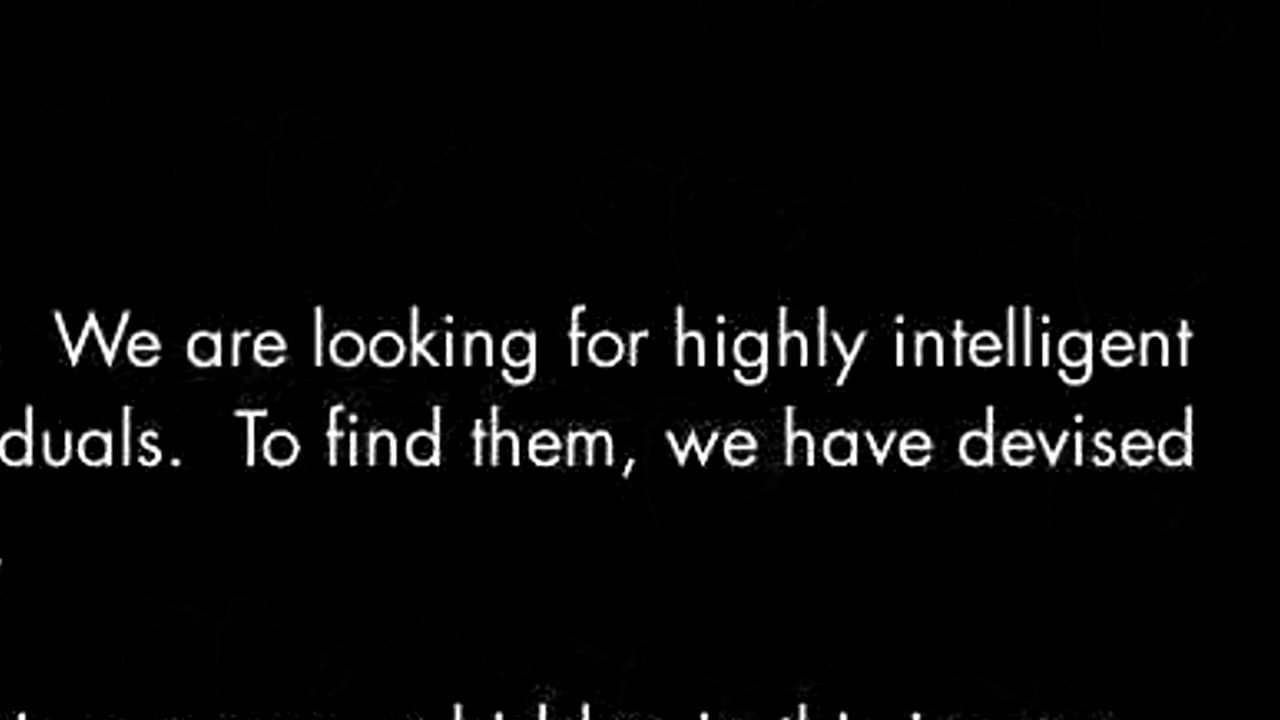 We are looking for highly intelligent
duals. To find them, we have devised